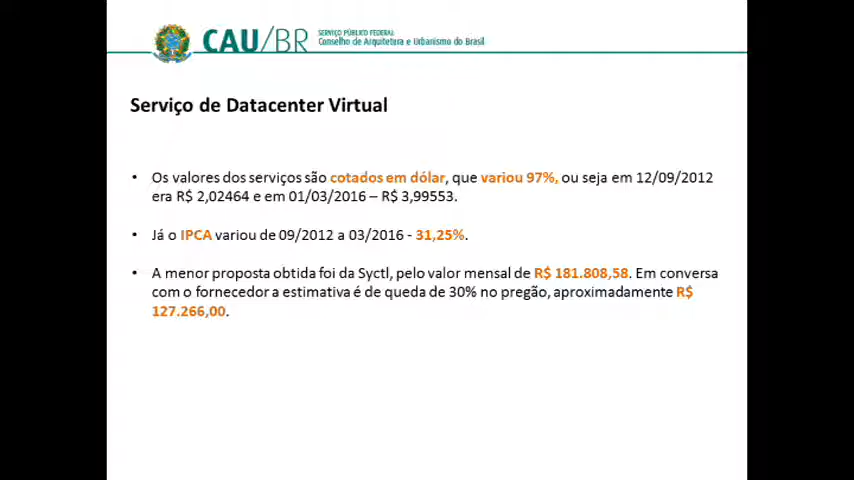 CAU/BR
SERVIÇO PÚBLICO FEDERAL
Conselho de Arquitetura e Urbanismo do Brasil
Serviço de Datacenter Virtual
• Os valores dos serviços são cotados em dólar, que variou 97%, ou seja em 12/09/2012
era R$ 2,02464 e em 01/03/2016 – R$ 3,99553.
• Já o IPCA variou de 09/2012 a 03/2016 - 31,25%.
• A menor proposta obtida foi da Syctl, pelo valor mensal de R$ 181.808,58. Em conversa
com o fornecedor a estimativa é de queda de 30% no pregão, aproximadamente R$
127.266,00.